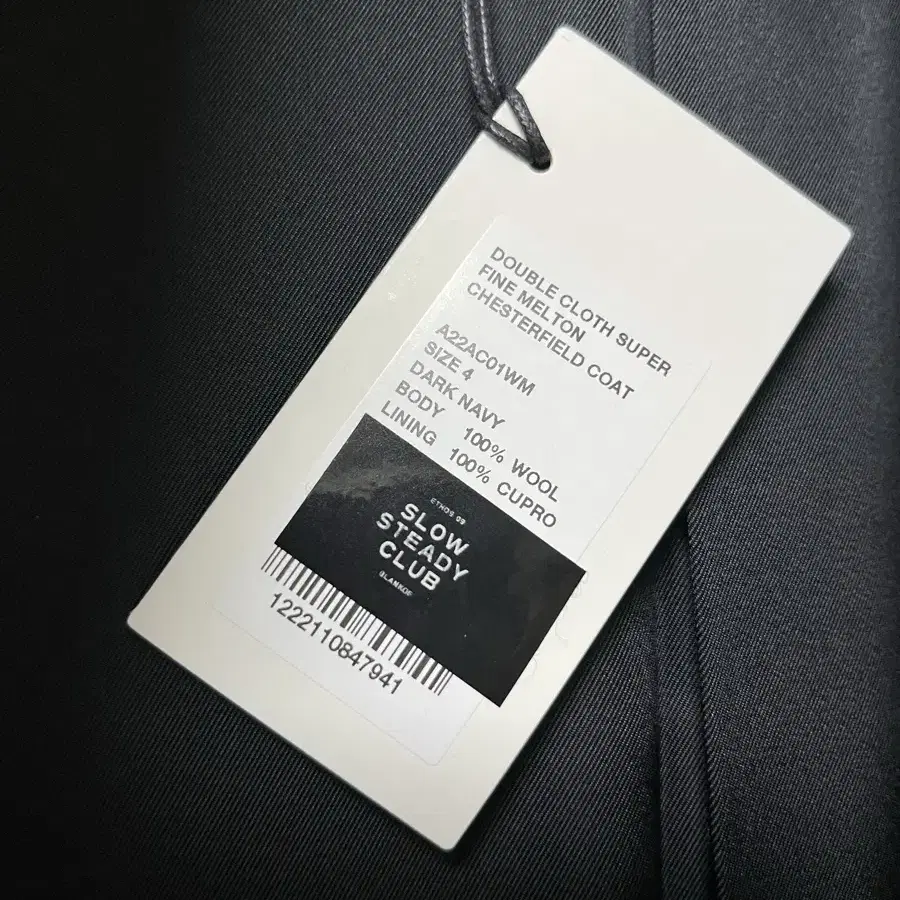 DOUBLE CLOTH SUPER
FINE MELTON
CHESTERFIELD COAT
A22AC01WM
SIZE 4
DARK NAVY
BODY 100% WOOL
LINING 100% CUPRO
ETHOS 09
SLOW
STEADY
CLUB
BLANKOF
1222110847941